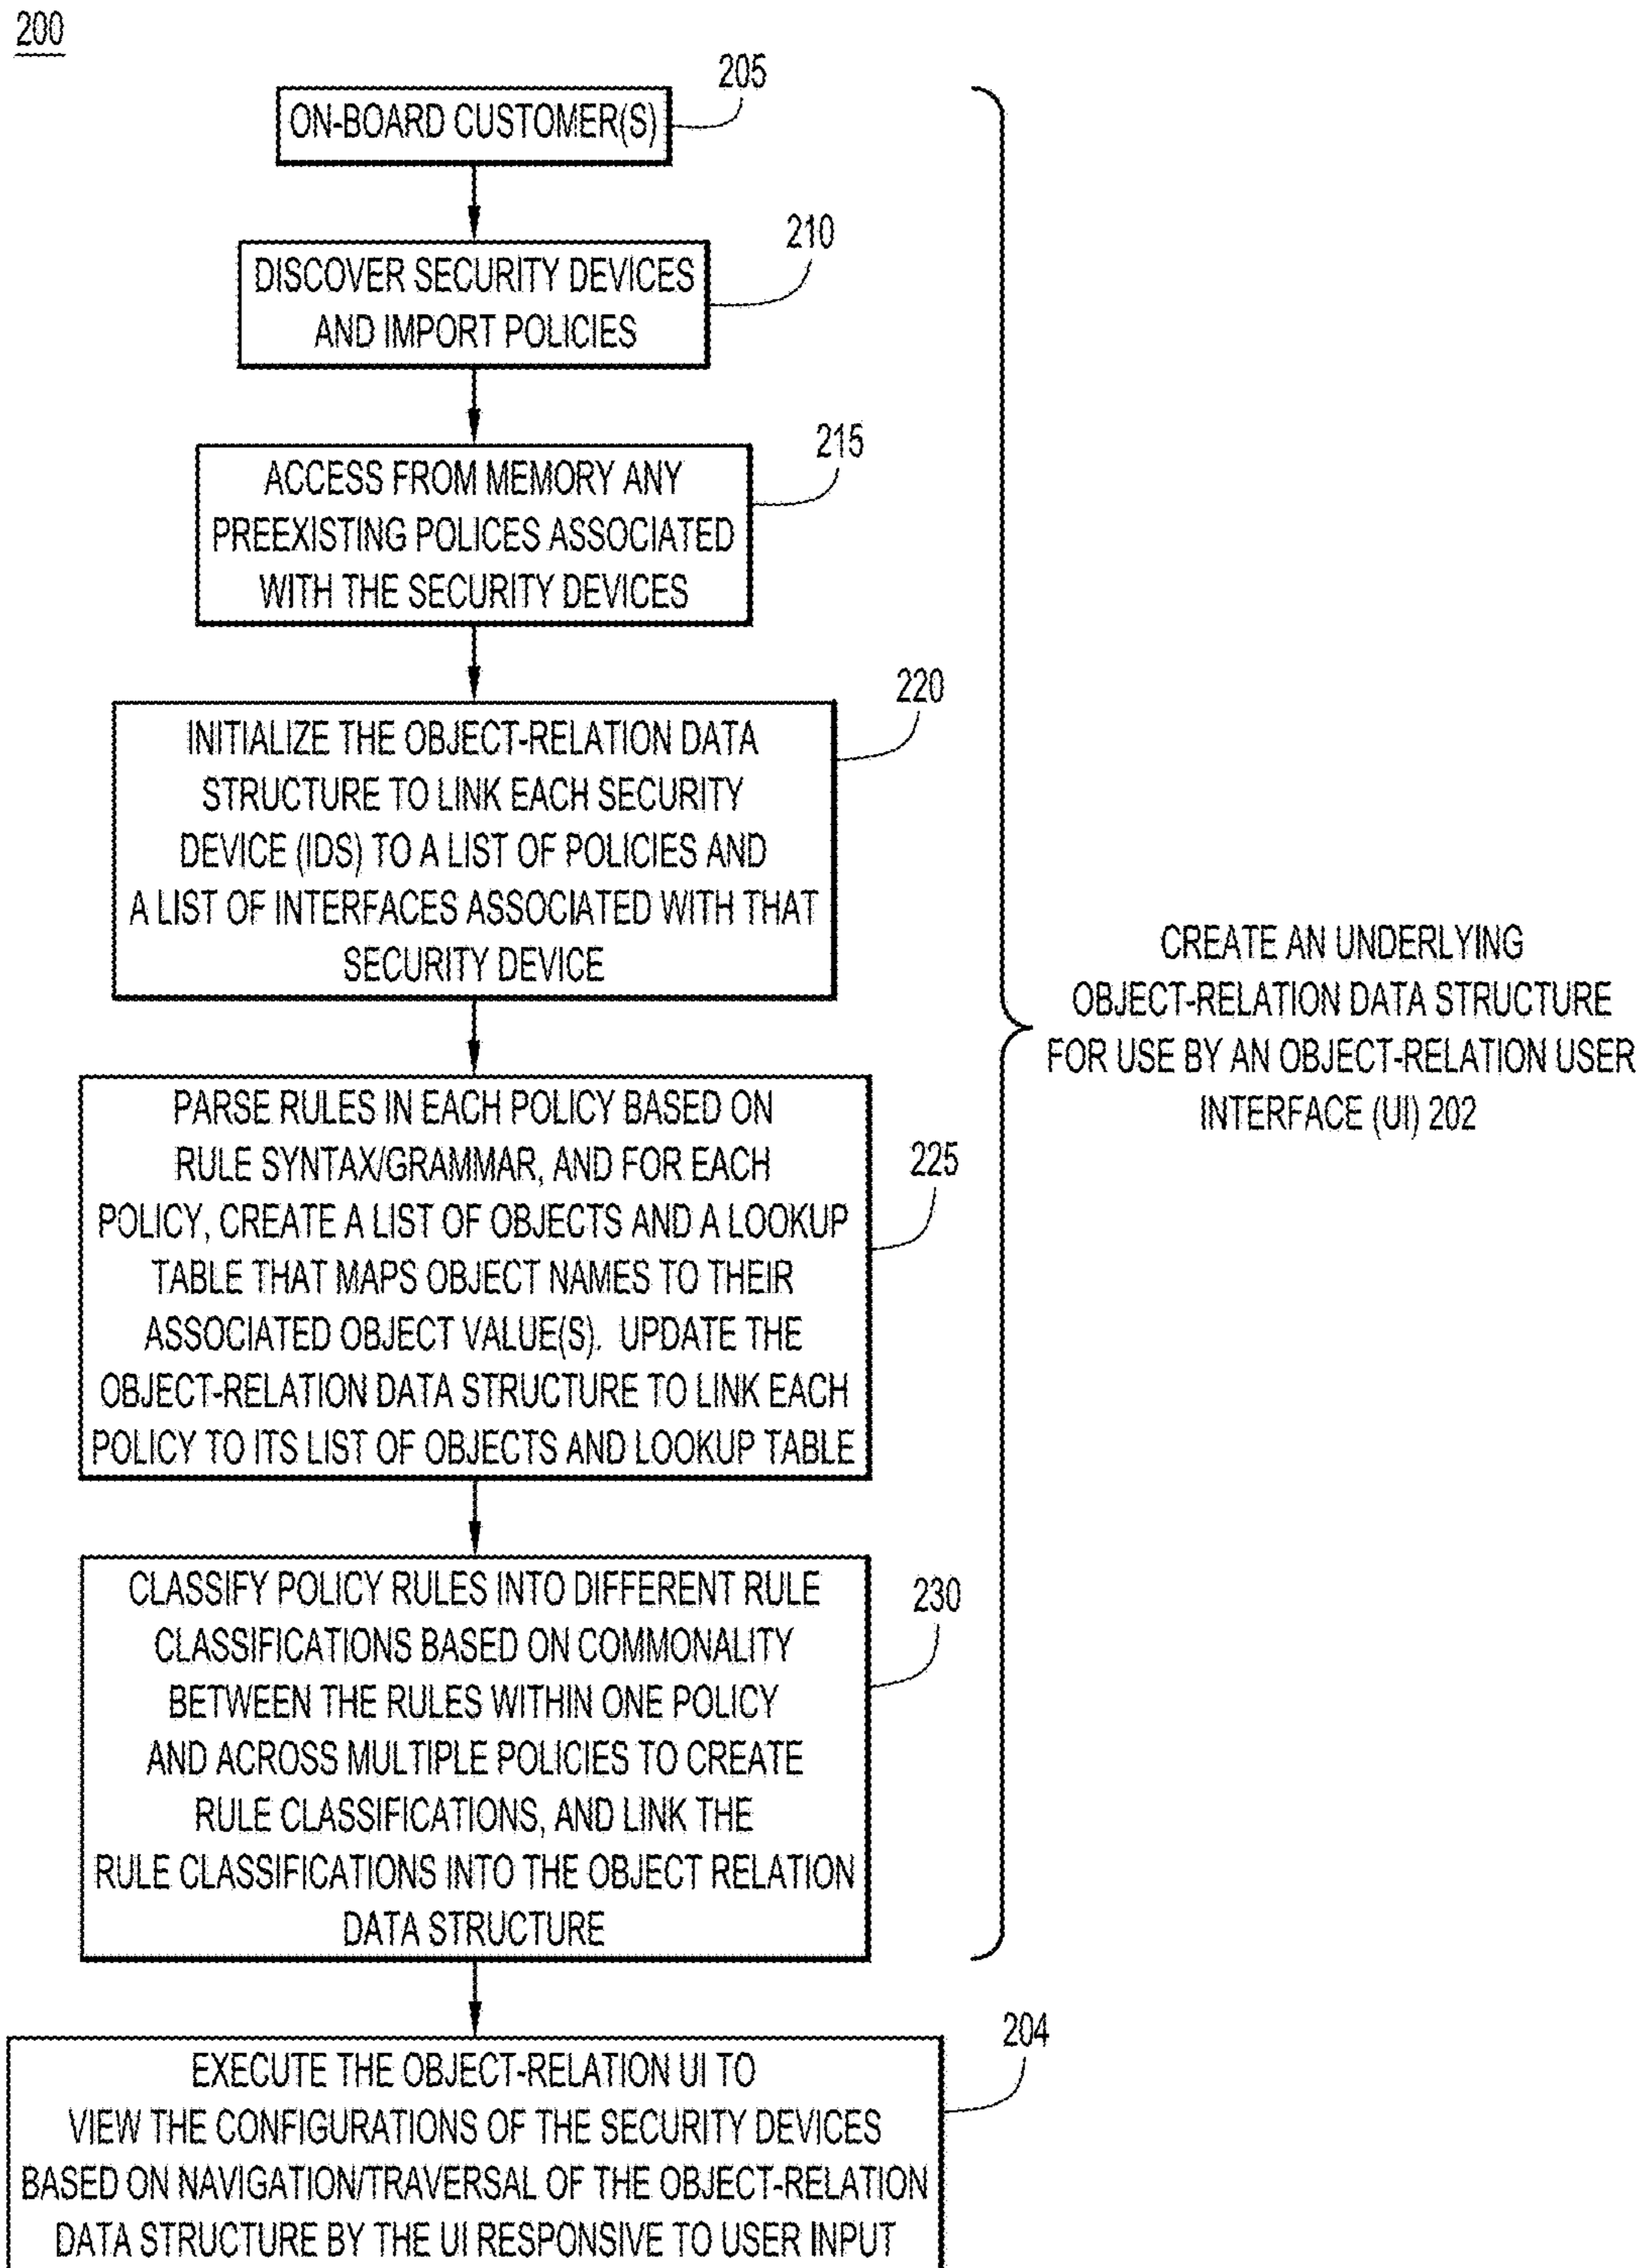 200
205
ON-BOARD CUSTOMER(S)
210
DISCOVER SECURITY DEVICES
AND IMPORT POLICIES
215
ACCESS FROM MEMORY ANY
PREEXISTING POLICES ASSOCIATED
WITH THE SECURITY DEVICES
220
INITIALIZE THE OBJECT-RELATION DATA
STRUCTURE TO LINK EACH SECURITY
DEVICE (IDS) TO A LIST OF POLICIES AND
A LIST OF INTERFACES ASSOCIATED WITH THAT
SECURITY DEVICE
CREATE AN UNDERLYING
OBJECT-RELATION DATA STRUCTURE
FOR USE BY AN OBJECT-RELATION USER
INTERFACE (UI) 202
225
PARSE RULES IN EACH POLICY BASED ON
RULE SYNTAX/GRAMMAR, AND FOR EACH
POLICY, CREATE A LIST OF OBJECTS AND A LOOKUP
TABLE THAT MAPS OBJECT NAMES TO THEIR
ASSOCIATED OBJECT VALUE(S). UPDATE THE
OBJECT-RELATION DATA STRUCTURE TO LINK EACH
POLICY TO ITS LIST OF OBJECTS AND LOOKUP TABLE
230
CLASSIFY POLICY RULES INTO DIFFERENT RULE
CLASSIFICATIONS BASED ON COMMONALITY
BETWEEN THE RULES WITHIN ONE POLICY
AND ACROSS MULTIPLE POLICIES TO CREATE
RULE CLASSIFICATIONS, AND LINK THE
RULE CLASSIFICATIONS INTO THE OBJECT RELATION
DATA STRUCTURE
204
EXECUTE THE OBJECT-RELATION UI TO
VIEW THE CONFIGURATIONS OF THE SECURITY DEVICES
BASED ON NAVIGATION/TRAVERSAL OF THE OBJECT-RELATION
DATA STRUCTURE BY THE UI RESPONSIVE TO USER INPUT